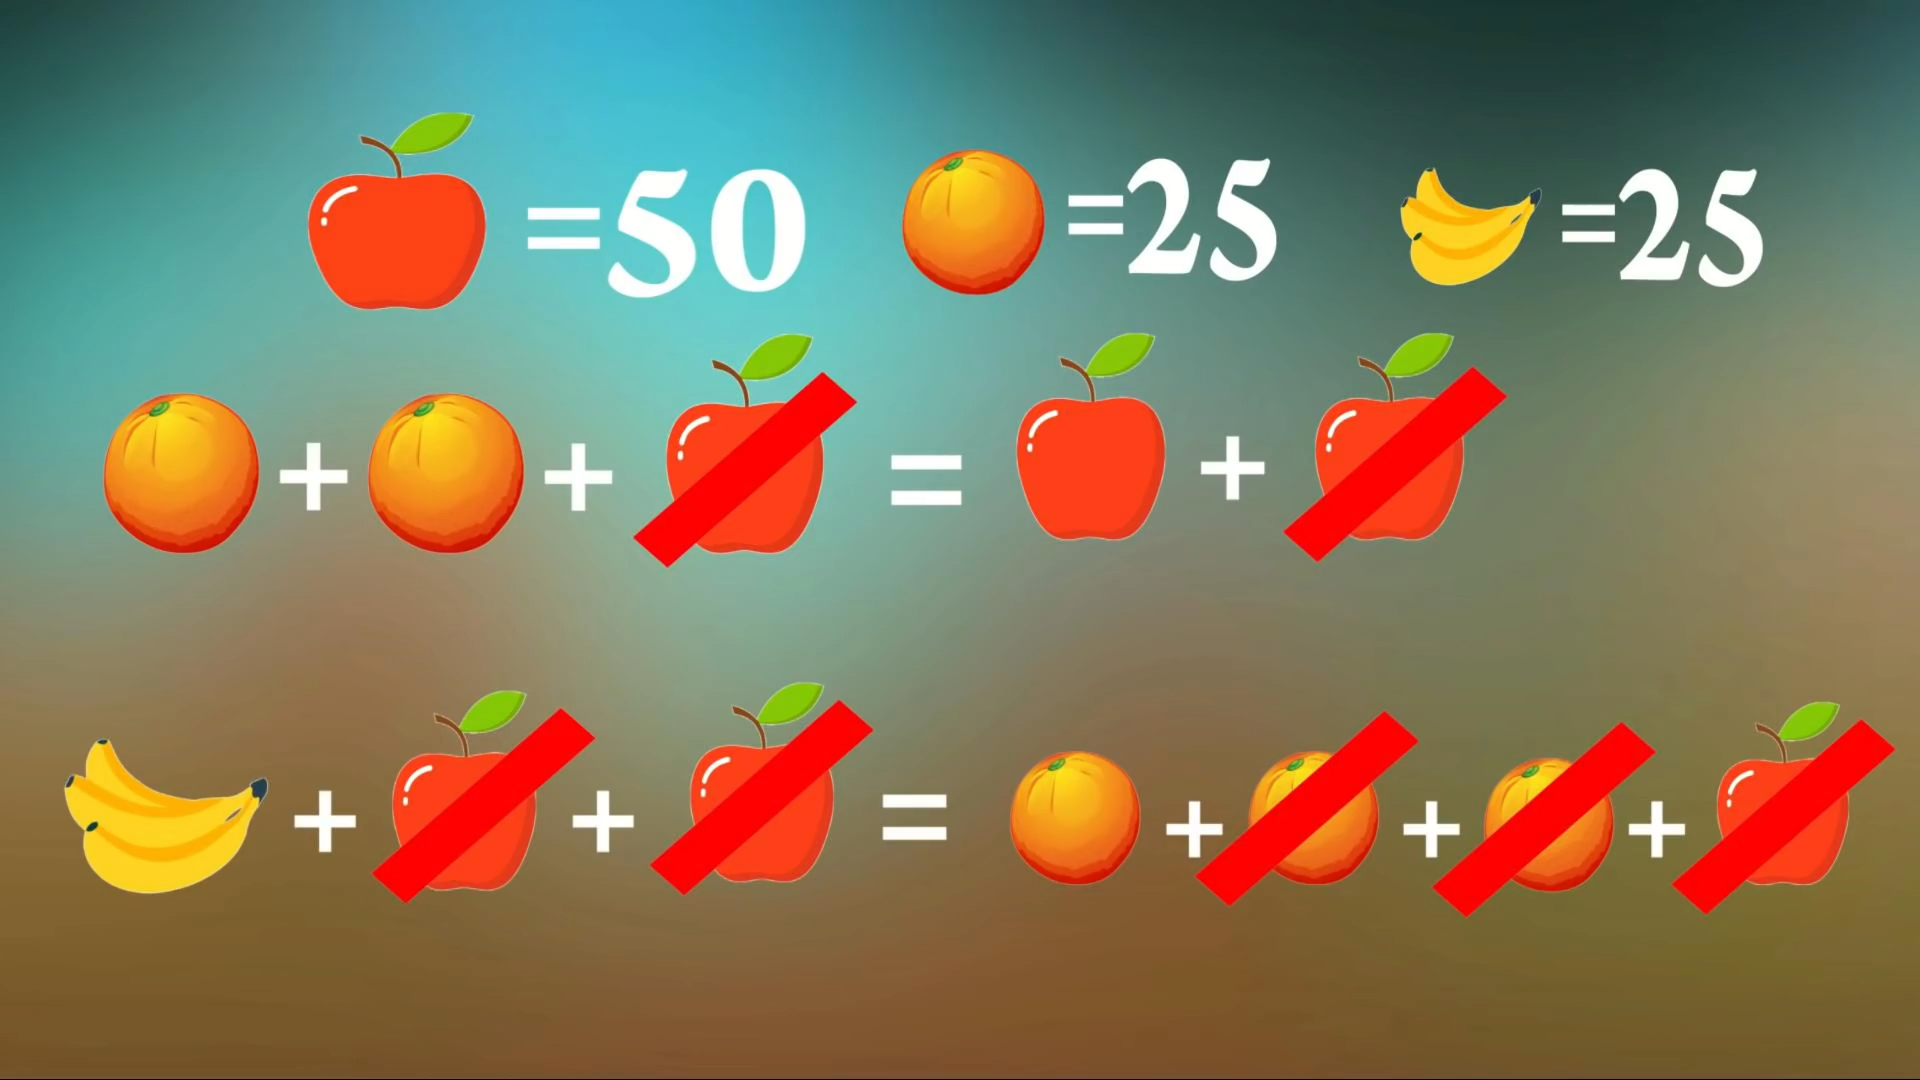 =50 =25 =25
+ + = +
+ + = + + +